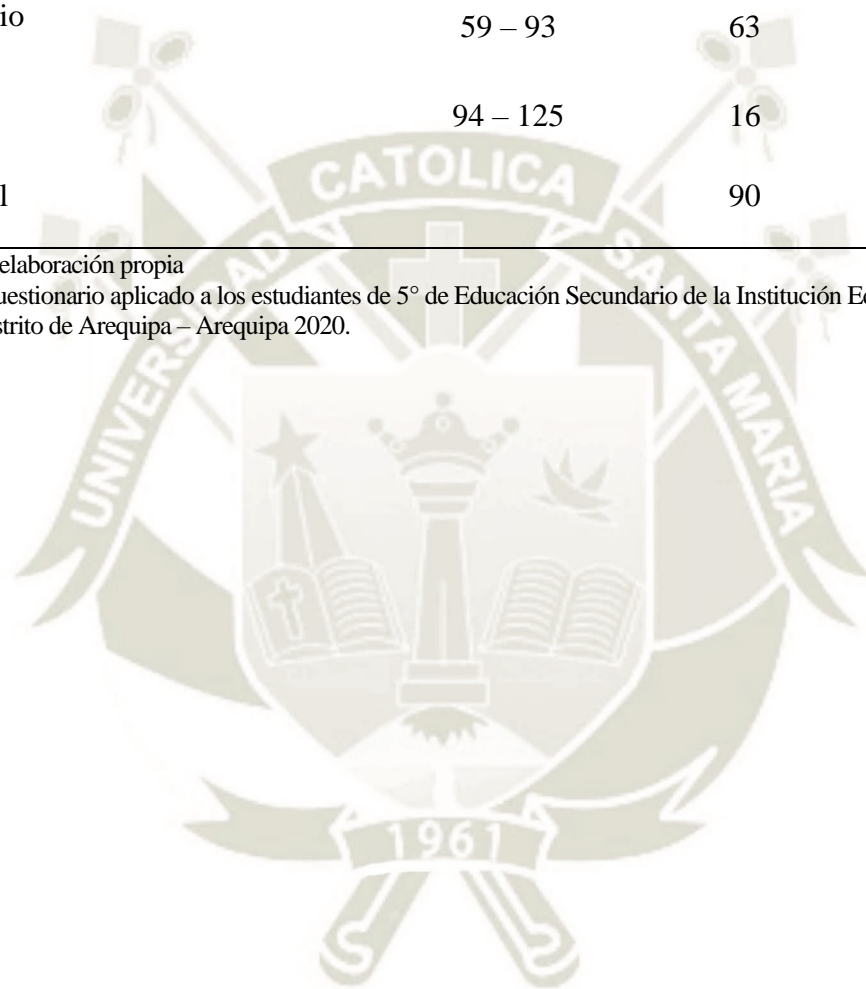 io 59 – 93 63
94 – 125 16
l 90
elaboración propia
uestionario aplicado a los estudiantes de 5° de Educación Secundario de la Institución Ed
strito de Arequipa – Arequipa 2020.
UNIVERSIDAD CATOLICA SANTA MARIA
1961
S C